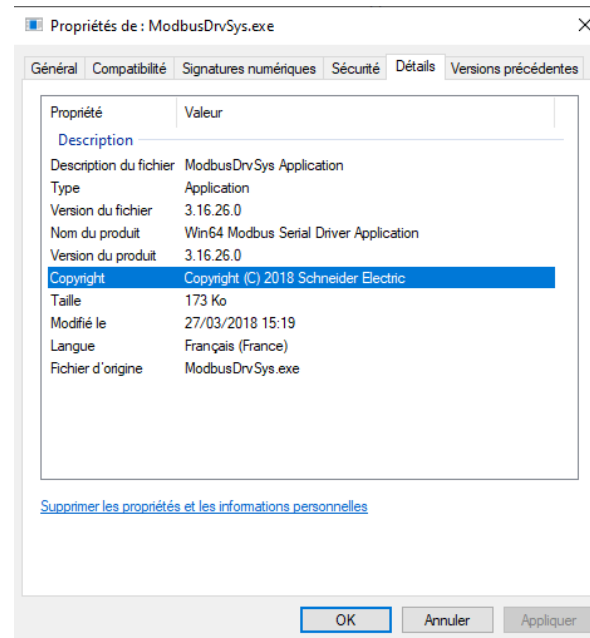 Propriétés de : ModbusDrvSys.exe
Général Compatibilité Signatures numériques Sécurité Détails Versions précédentes
Propriété Valeur
Description
Description du fichier ModbusDrvSys Application
Type Application
Version du fichier 3.16.26.0
Nom du produit Win64 Modbus Serial Driver Application
Version du produit 3.16.26.0
Copyright Copyright (C) 2018 Schneider Electric
Taille 173 Ko
Modifié le 27/03/2018 15:19
Langue Français (France)
Fichier d'origine ModbusDrvSys.exe
Supprimer les propriétés et les informations personnelles
OK Annuler Appliquer